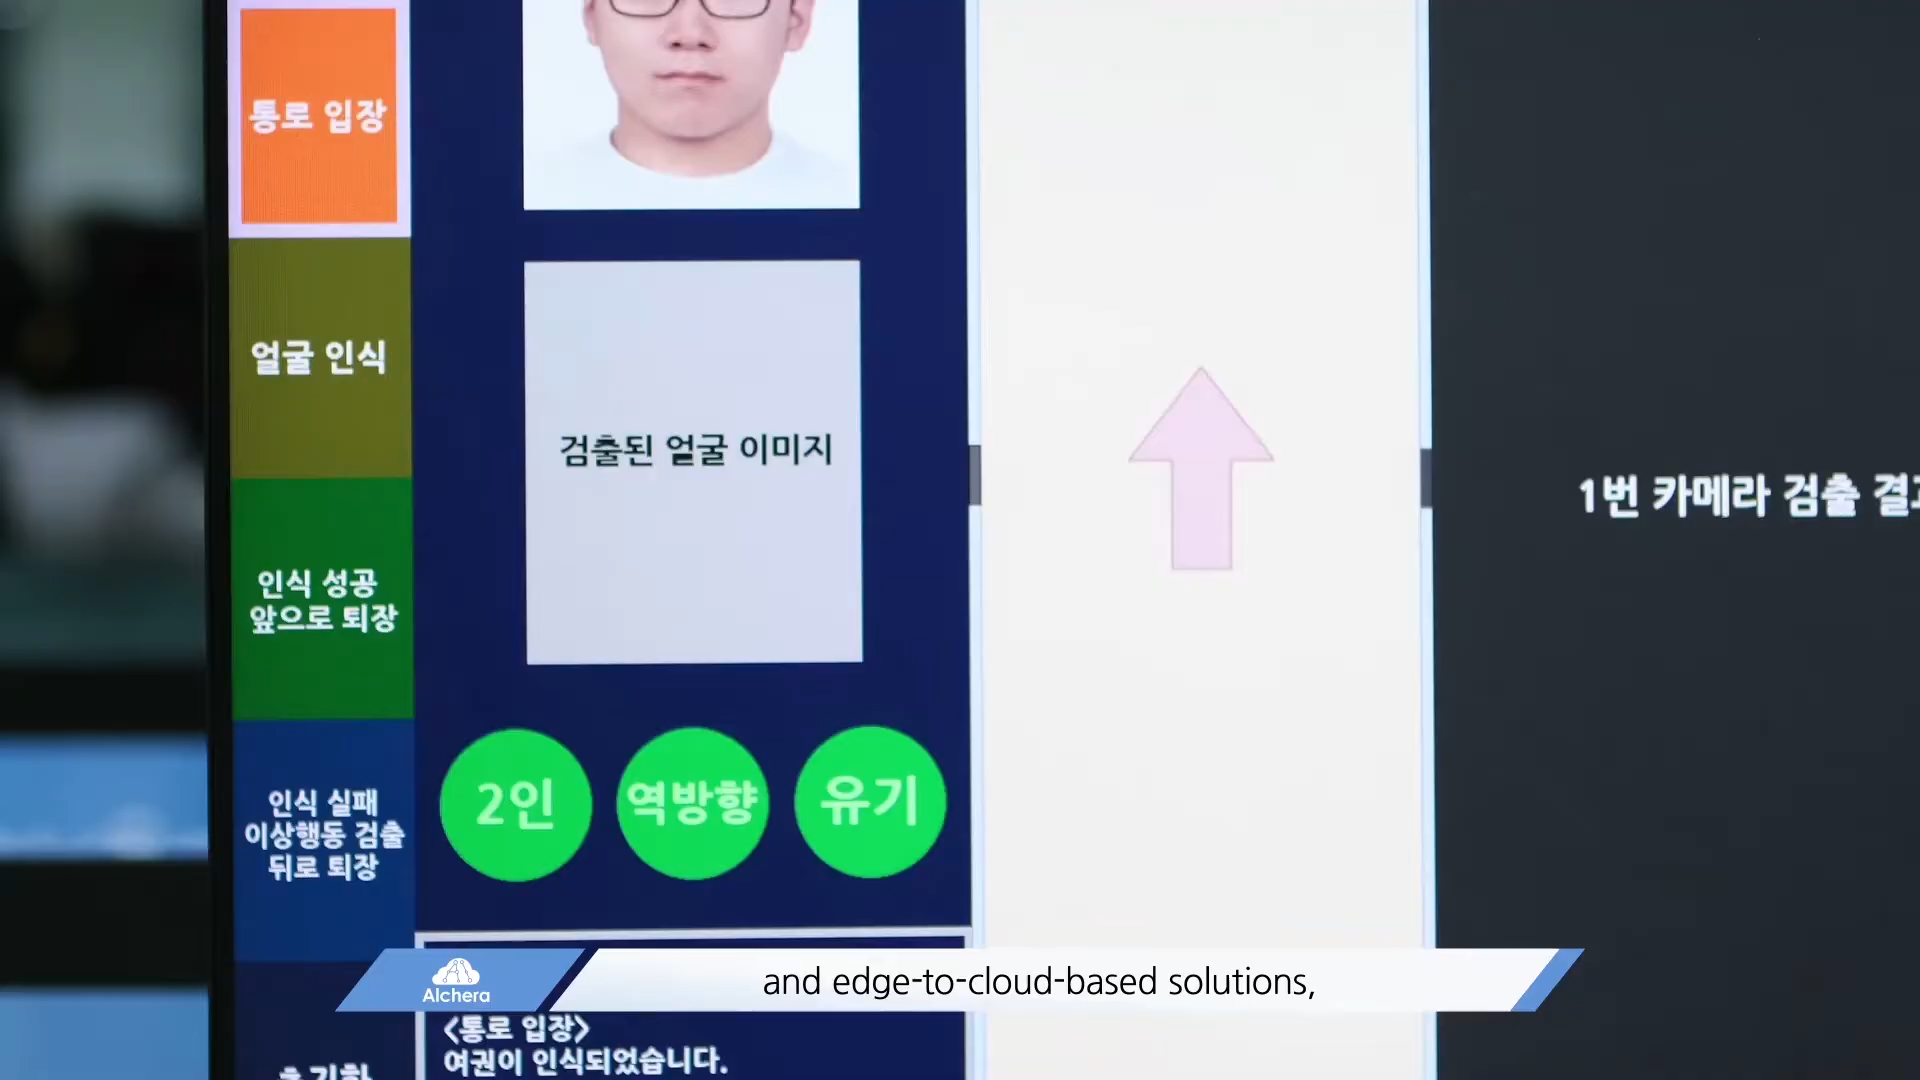 통로 입장
얼굴 인식
인식 성공
앞으로 퇴장
인식 실패
이상행동 검출
뒤로 퇴장
검출된 얼굴 이미지
2인
역방향
유기
1번 카메라 검출
<통로 입장>
여권이 인식되었습니다.
Alchera
and edge-to-cloud-based solutions,